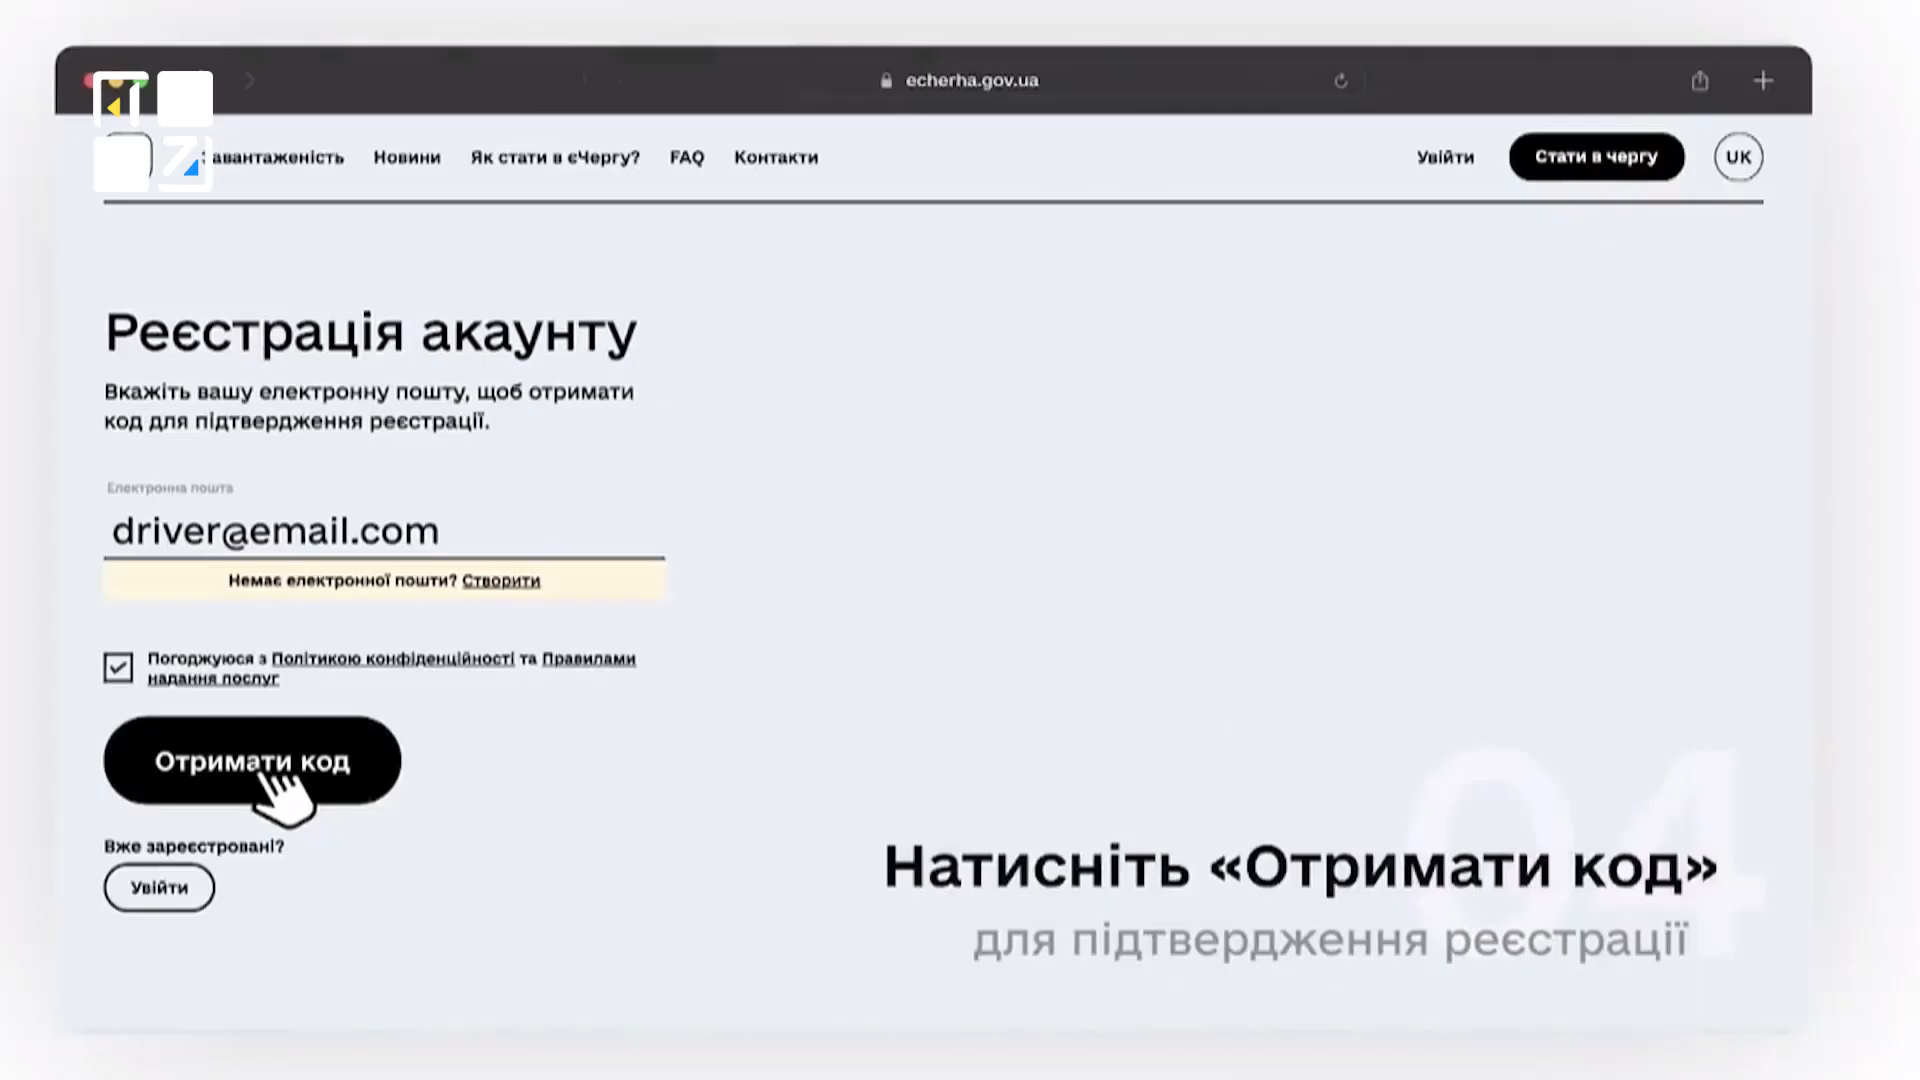 echerha.gov.ua
авантаженість Новини Як стати в єЧергу? FAQ Контакти Увійти Стати в чергу UK
Реєстрація акаунту
Вкажіть вашу електронну пошту, щоб отримати
код для підтвердження реєстрації.
Електронна пошта
driver@email.com
Немає електронної пошти? Створити
Погоджуюся з Політикою конфіденційності та Правилами
надання послуг
Отримати код
Вже зареєстровані?
Увійти
04
Натисніть «Отримати код»
для підтвердження реєстрації